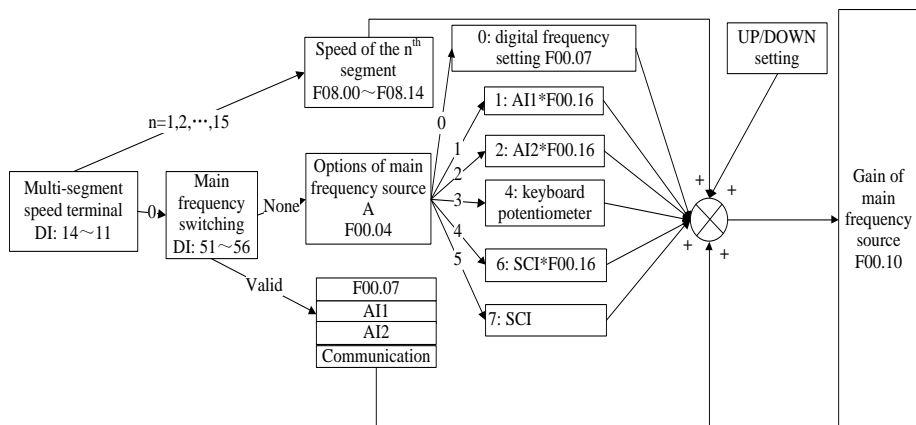 Speed of the nth
segment
F08.00～F08.14
0: digital frequency
setting F00.07
UP/DOWN
setting
n=1,2,⋯,15
0
1: AI1*F00.16
1
2: AI2*F00.16
2
Multi-segment
speed terminal
DI: 14～11
0
Main
frequency
switching
DI: 51～56
None
Options of main
frequency source
A
F00.04
3
4: keyboard
potentiometer
4
6: SCI*F00.16
5
7: SCI
+
+
+
+
+
Gain of
main
frequency
source
F00.10
Valid
F00.07
AI1
AI2
Communication